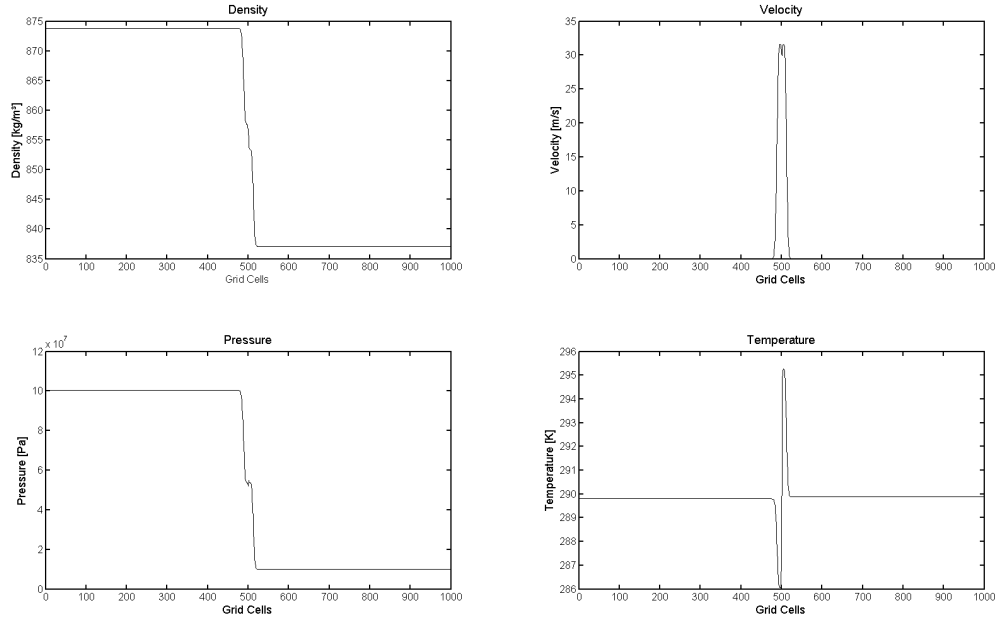 Density
Density [kg/m³]
875
870
865
860
855
850
845
840
835
0 100 200 300 400 500 600 700 800 900 1000
Grid Cells
Velocity
Velocity [m/s]
35
30
25
20
15
10
5
0
0 100 200 300 400 500 600 700 800 900 1000
Grid Cells
Pressure
x 10⁷
Pressure [Pa]
12
10
8
6
4
2
0
0 100 200 300 400 500 600 700 800 900 1000
Grid Cells
Temperature
Temperature [K]
296
295
294
293
292
291
290
289
288
287
286
0 100 200 300 400 500 600 700 800 900 1000
Grid Cells